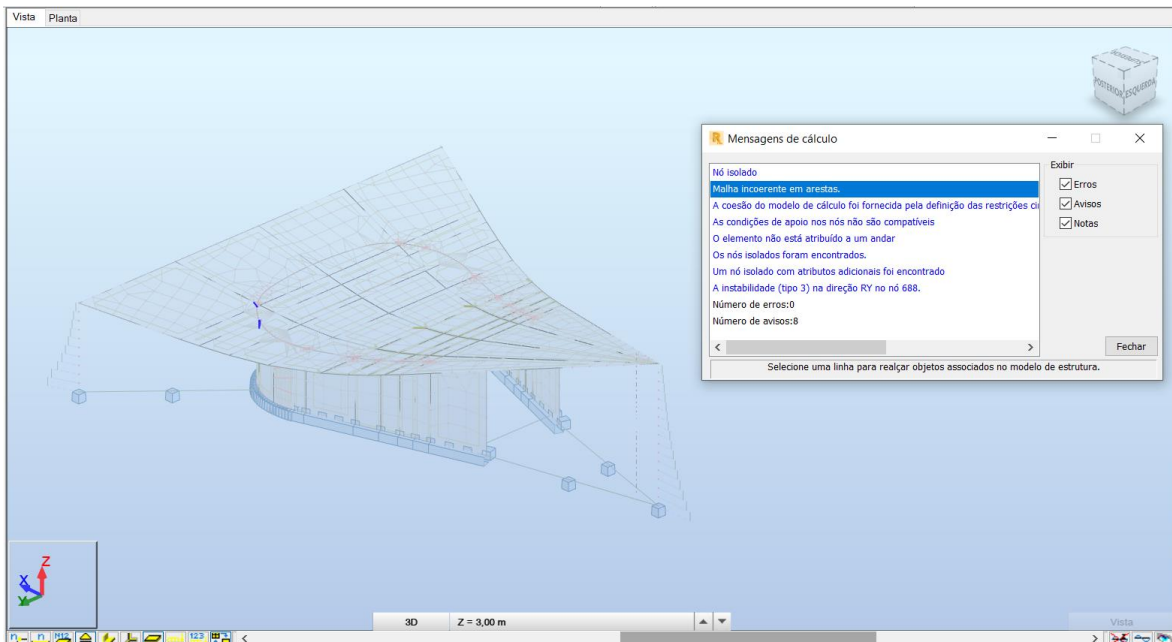 Vista Planta
POSTERIOR ESQUERDA
Mensagens de cálculo
Nó isolado
Malha incoerente em arestas.
A coesão do modelo de cálculo foi fornecida pela definição das restrições ci
As condições de apoio nos nós não são compatíveis
O elemento não está atribuído a um andar
Os nós isolados foram encontrados.
Um nó isolado com atributos adicionais foi encontrado
A instabilidade (tipo 3) na direção RY no nó 688.
Número de erros:0
Número de avisos:8
Exibir
Erros
Avisos
Notas
Fechar
Selecione uma linha para realçar objetos associados no modelo de estrutura.
Z
X
Y
3D Z = 3,00 m
Vista
123